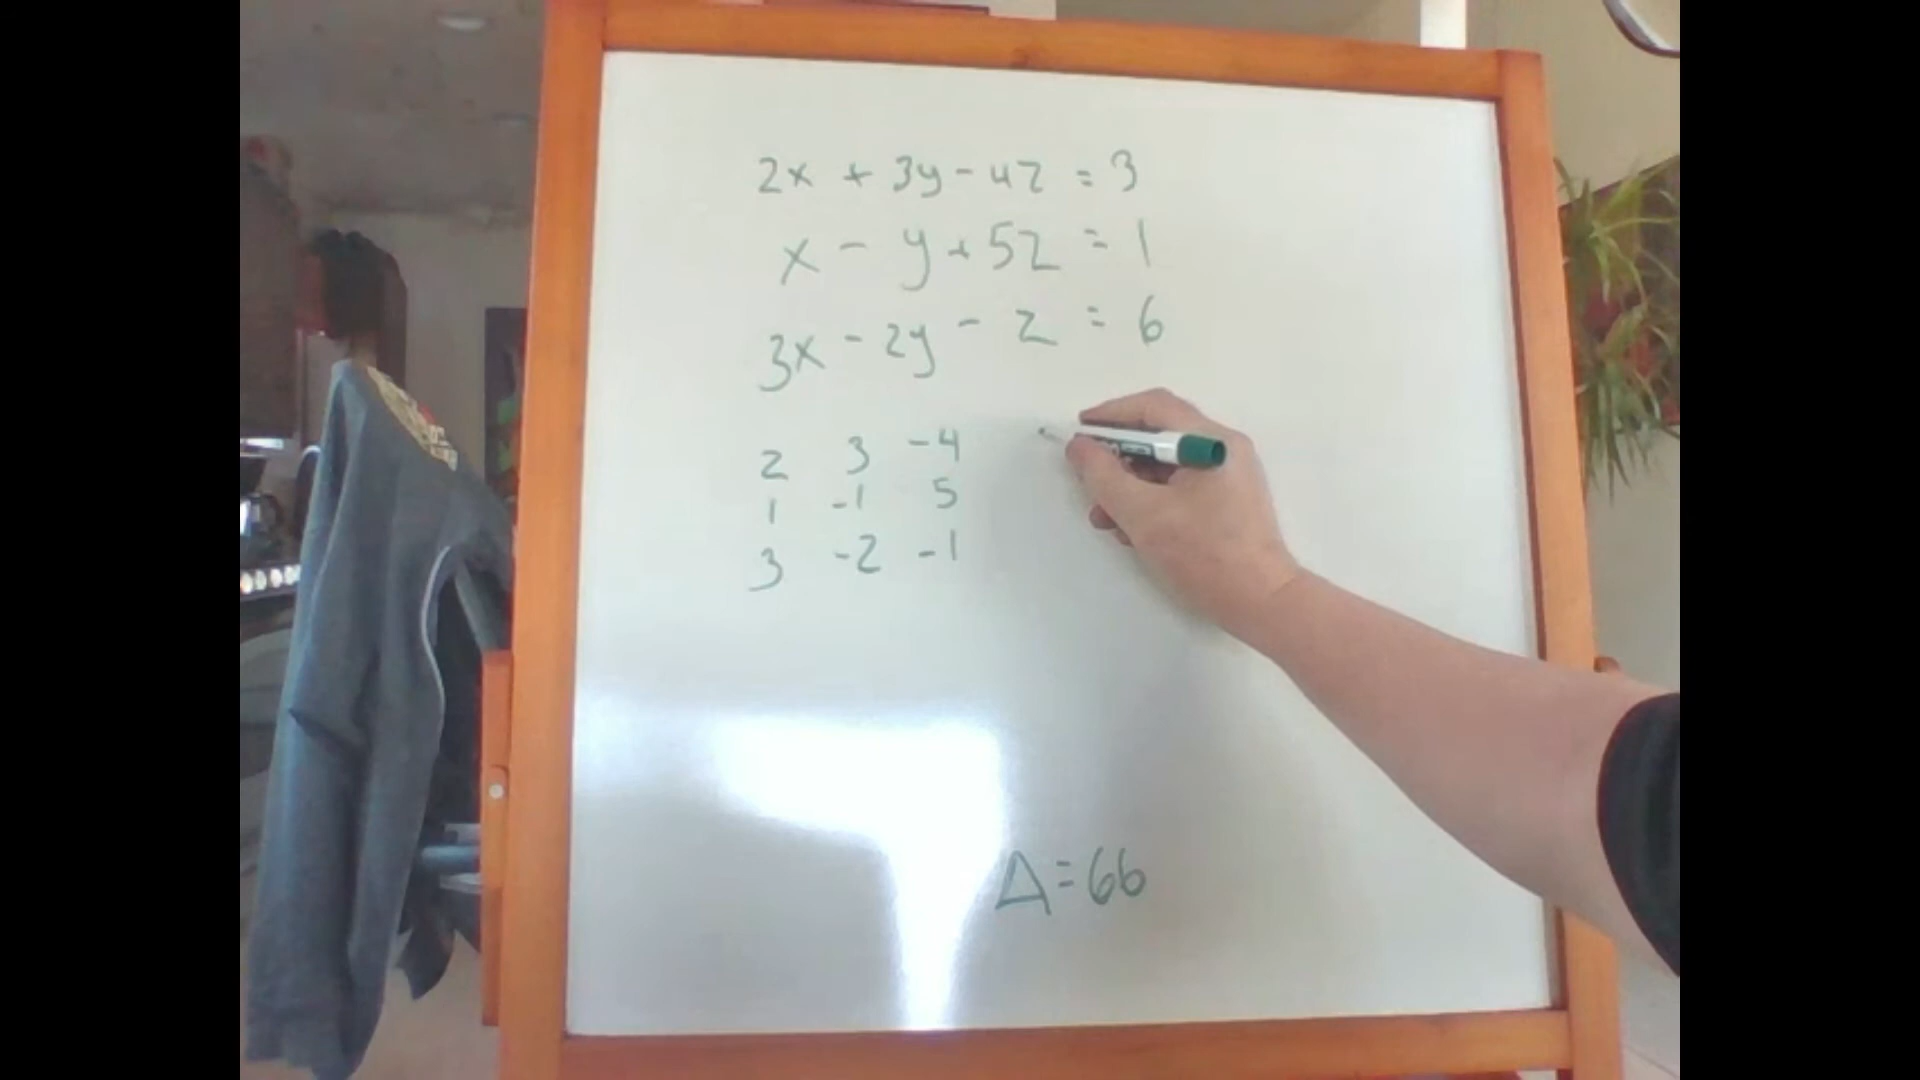 2x + 3y - 4z = 3
x - y + 5z = 1
3x - 2y - z = 6
2 3 -4
1 -1 5
3 -2 -1
Δ = 66